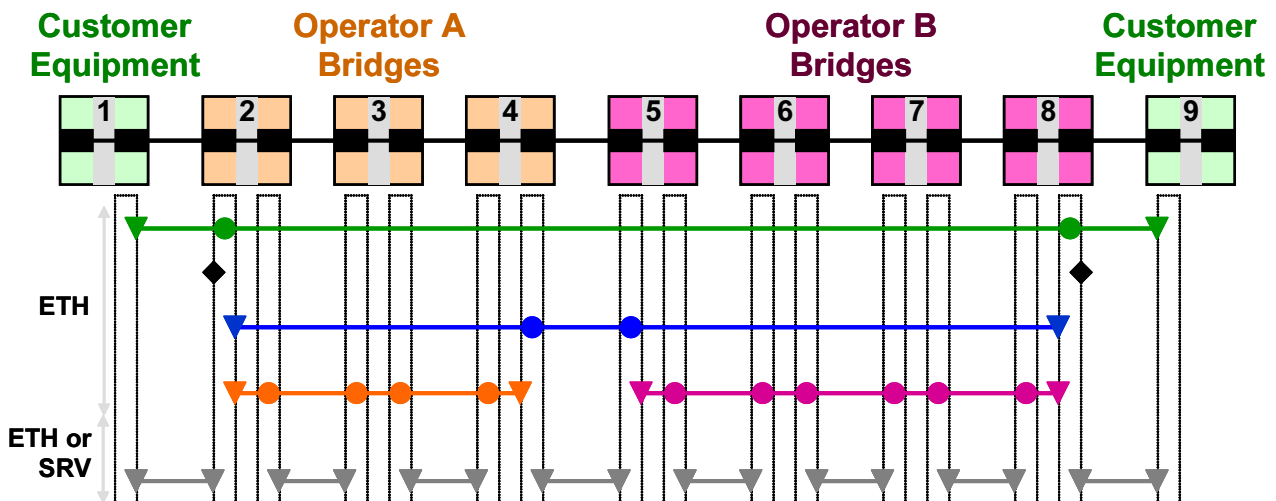 Customer
Equipment
Operator A
Bridges
Operator B
Bridges
Customer
Equipment
1
2
3
4
5
6
7
8
9
ETH
ETH or
SRV